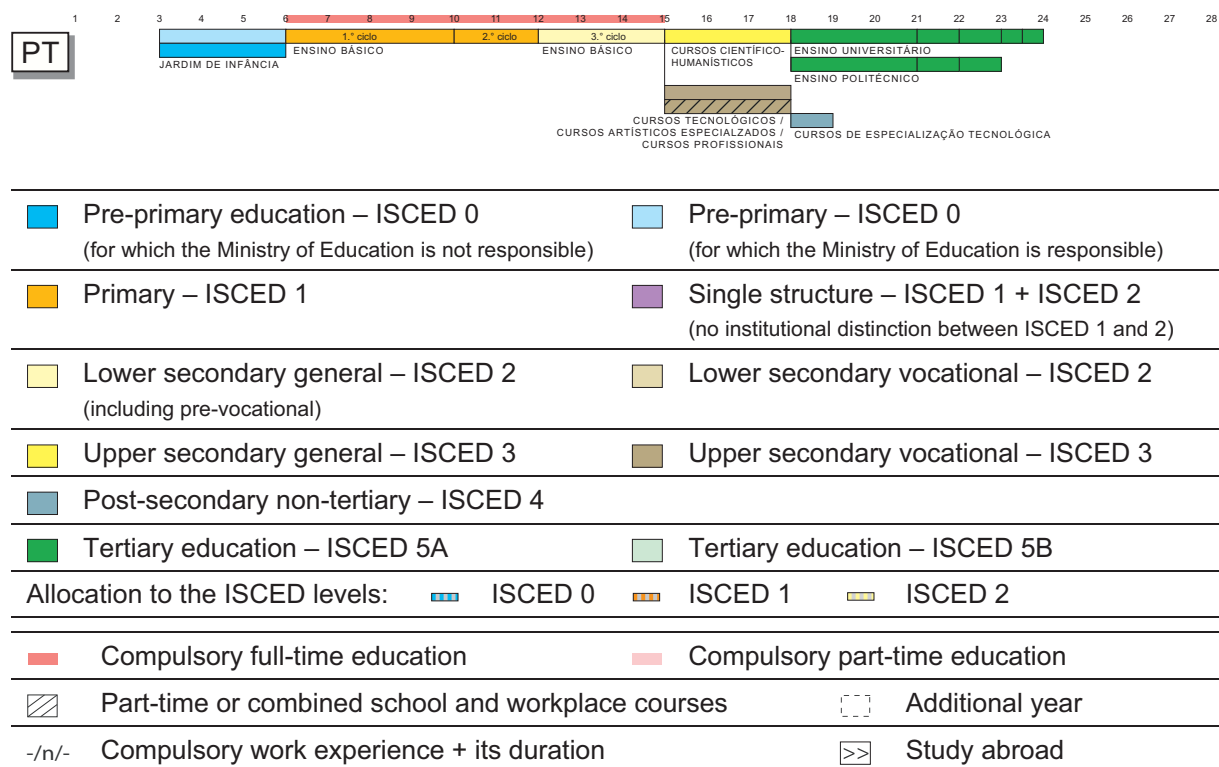 1 2 3 4 5 6 7 8 9 10 11 12 13 14 15 16 17 18 19 20 21 22 23 24 25 26 27 28
PT
1.° ciclo 2.° ciclo 3.° ciclo
JARDIM DE INFÂNCIA
ENSINO BÁSICO
ENSINO BÁSICO
CURSOS CIENTÍFICO-
HUMANÍSTICOS
ENSINO UNIVERSITÁRIO
ENSINO POLITÉCNICO
CURSOS TECNOLÓGICOS /
CURSOS ARTÍSTICOS ESPECIALZADOS /
CURSOS PROFISSIONAIS
CURSOS DE ESPECIALIZAÇÃO TECNOLÓGICA
Pre-primary education – ISCED 0
(for which the Ministry of Education is not responsible)
Pre-primary – ISCED 0
(for which the Ministry of Education is responsible)
Primary – ISCED 1
Single structure – ISCED 1 + ISCED 2
(no institutional distinction between ISCED 1 and 2)
Lower secondary general – ISCED 2
(including pre-vocational)
Lower secondary vocational – ISCED 2
Upper secondary general – ISCED 3
Upper secondary vocational – ISCED 3
Post-secondary non-tertiary – ISCED 4
Tertiary education – ISCED 5A
Tertiary education – ISCED 5B
Allocation to the ISCED levels: ISCED 0 ISCED 1 ISCED 2
Compulsory full-time education
Compulsory part-time education
Part-time or combined school and workplace courses
Additional year
-/n/- Compulsory work experience + its duration
>> Study abroad